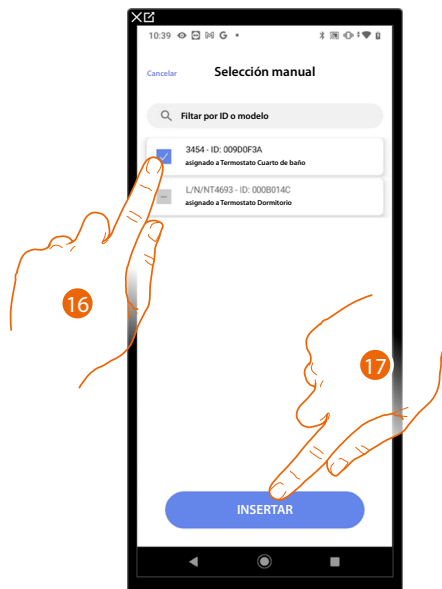 10:39 G
Cancelar Selección manual
Filtar por ID o modelo
3454 - ID: 009D0F3A
asignado a Termostato Cuarto de baño
L/N/NT4693 - ID: 000B014C
asignado a Termostato Dormitorio
16
17
INSERTAR